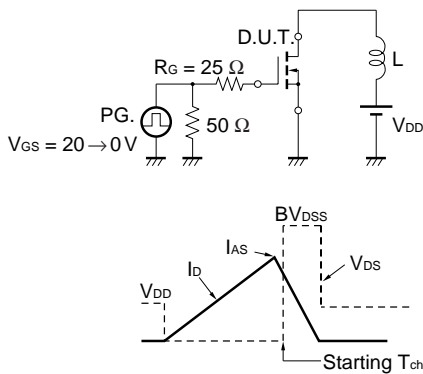 D.U.T.
RG = 25 Ω
L
PG.
50 Ω
VDD
VGS = 20 → 0 V
BVDSS
IAS
ID
VDS
VDD
Starting Tch